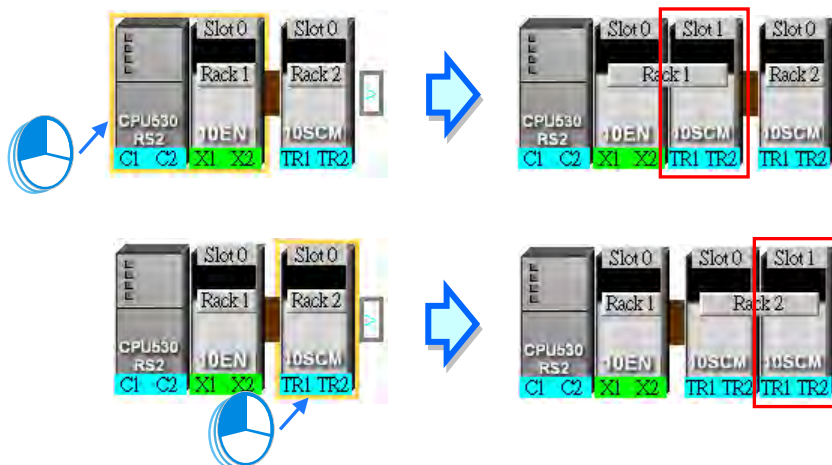 Slot 0 Slot 0
Rack 1 Rack 2
CPU530
RS2 10EN 10SCM
C1 C2 X1 X2 TR1 TR2
Slot 0 Slot 1 Slot 0
Rack 1 Rack 2
CPU530
RS2 10EN 10SCM 10SCM
C1 C2 X1 X2 TR1 TR2 TR1 TR2
Slot 0 Slot 0
Rack 1 Rack 2
CPU530
RS2 10EN 10SCM
C1 C2 X1 X2 TR1 TR2
Slot 0 Slot 0 Slot 1
Rack 1 Rack 2
CPU530
RS2 10EN 10SCM 10SCM
C1 C2 X1 X2 TR1 TR2 TR1 TR2